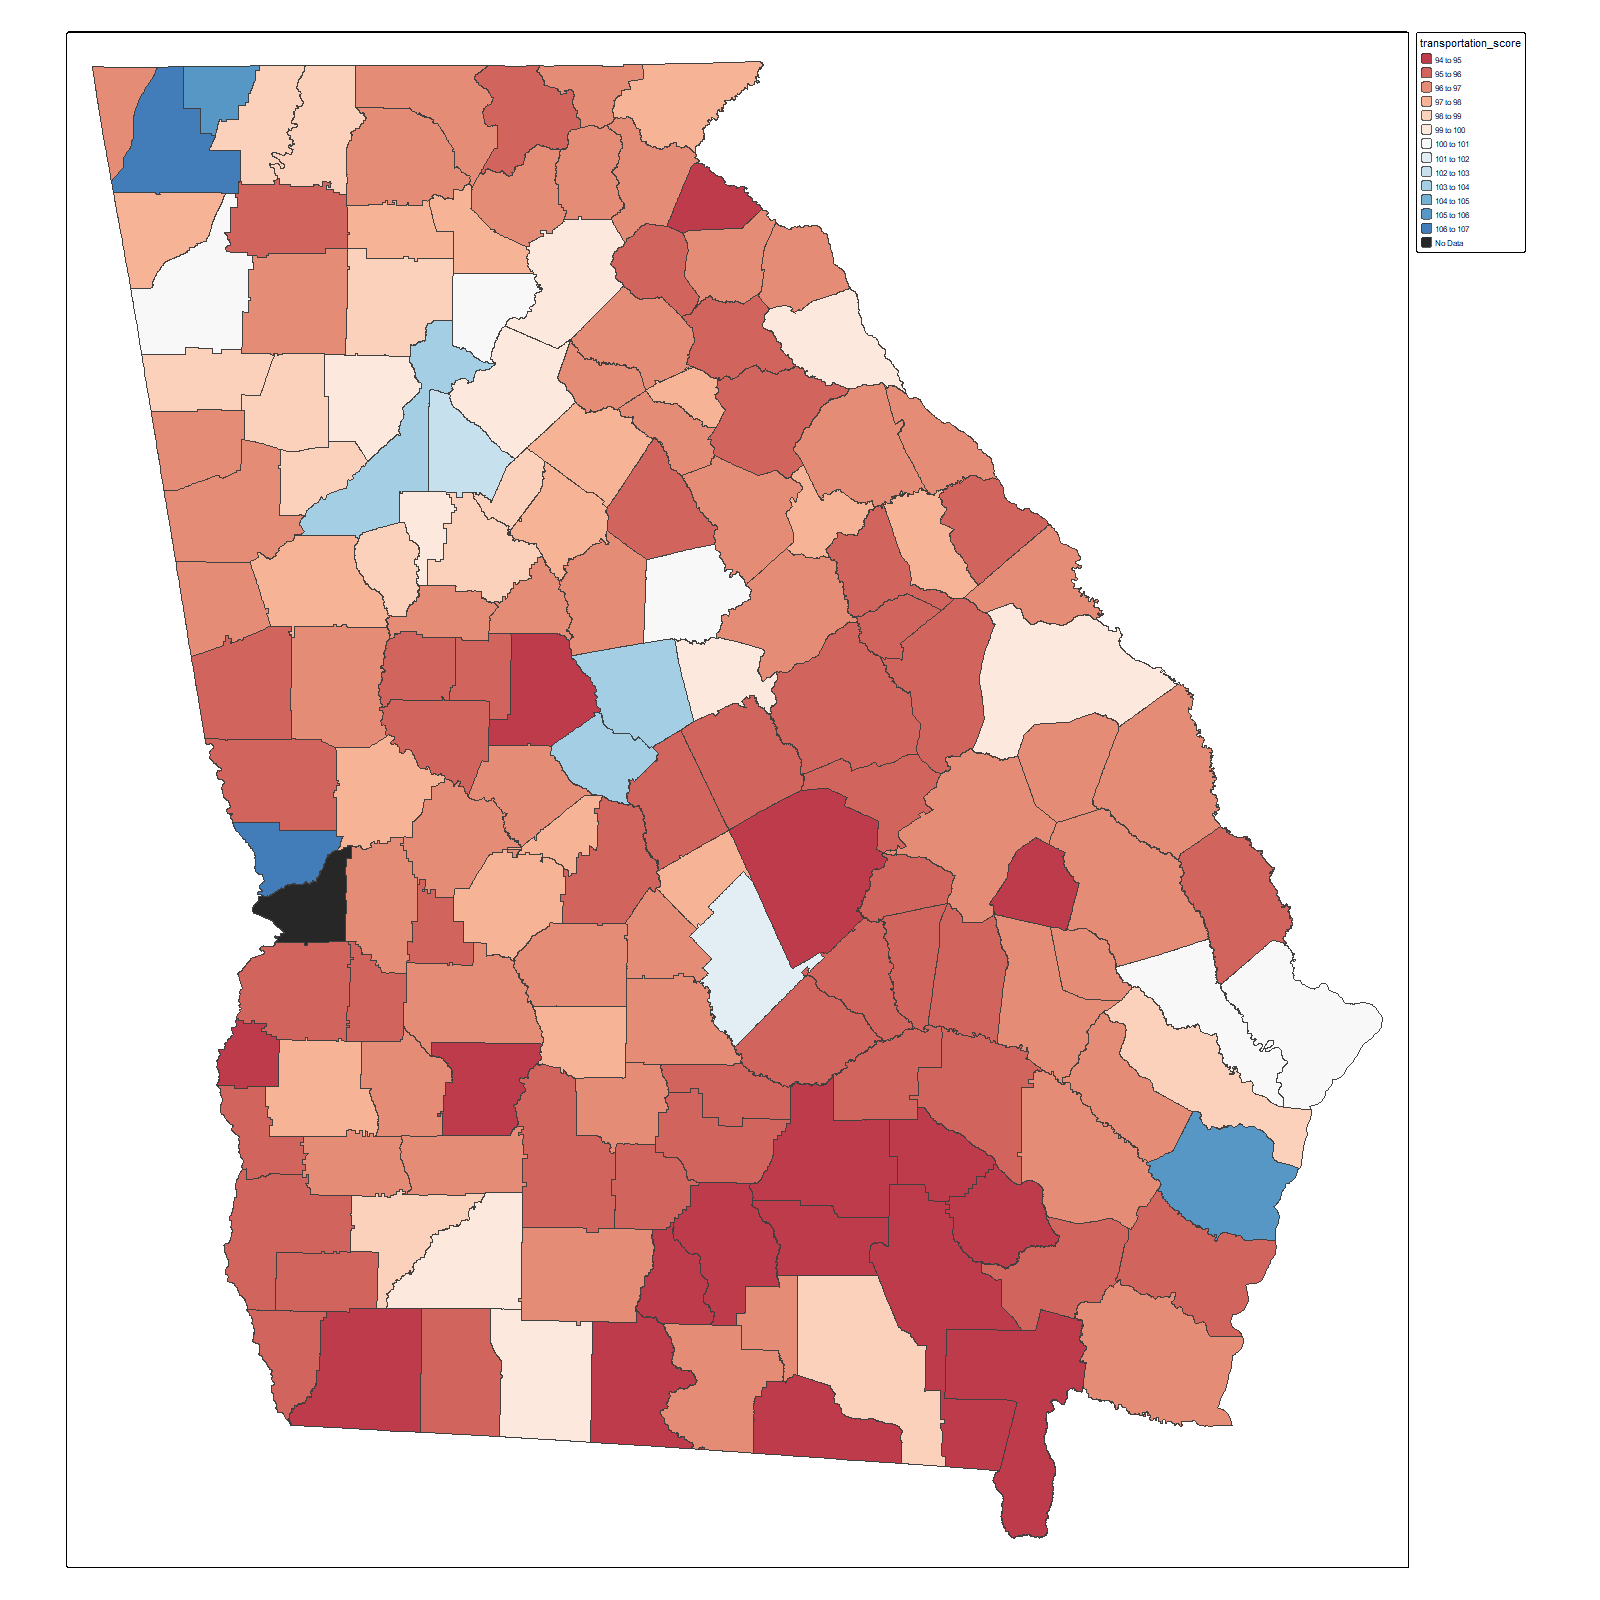 transportation_score
94 to 95
95 to 96
96 to 97
97 to 98
98 to 99
99 to 100
100 to 101
101 to 102
102 to 103
103 to 104
104 to 105
105 to 106
106 to 107
No Data